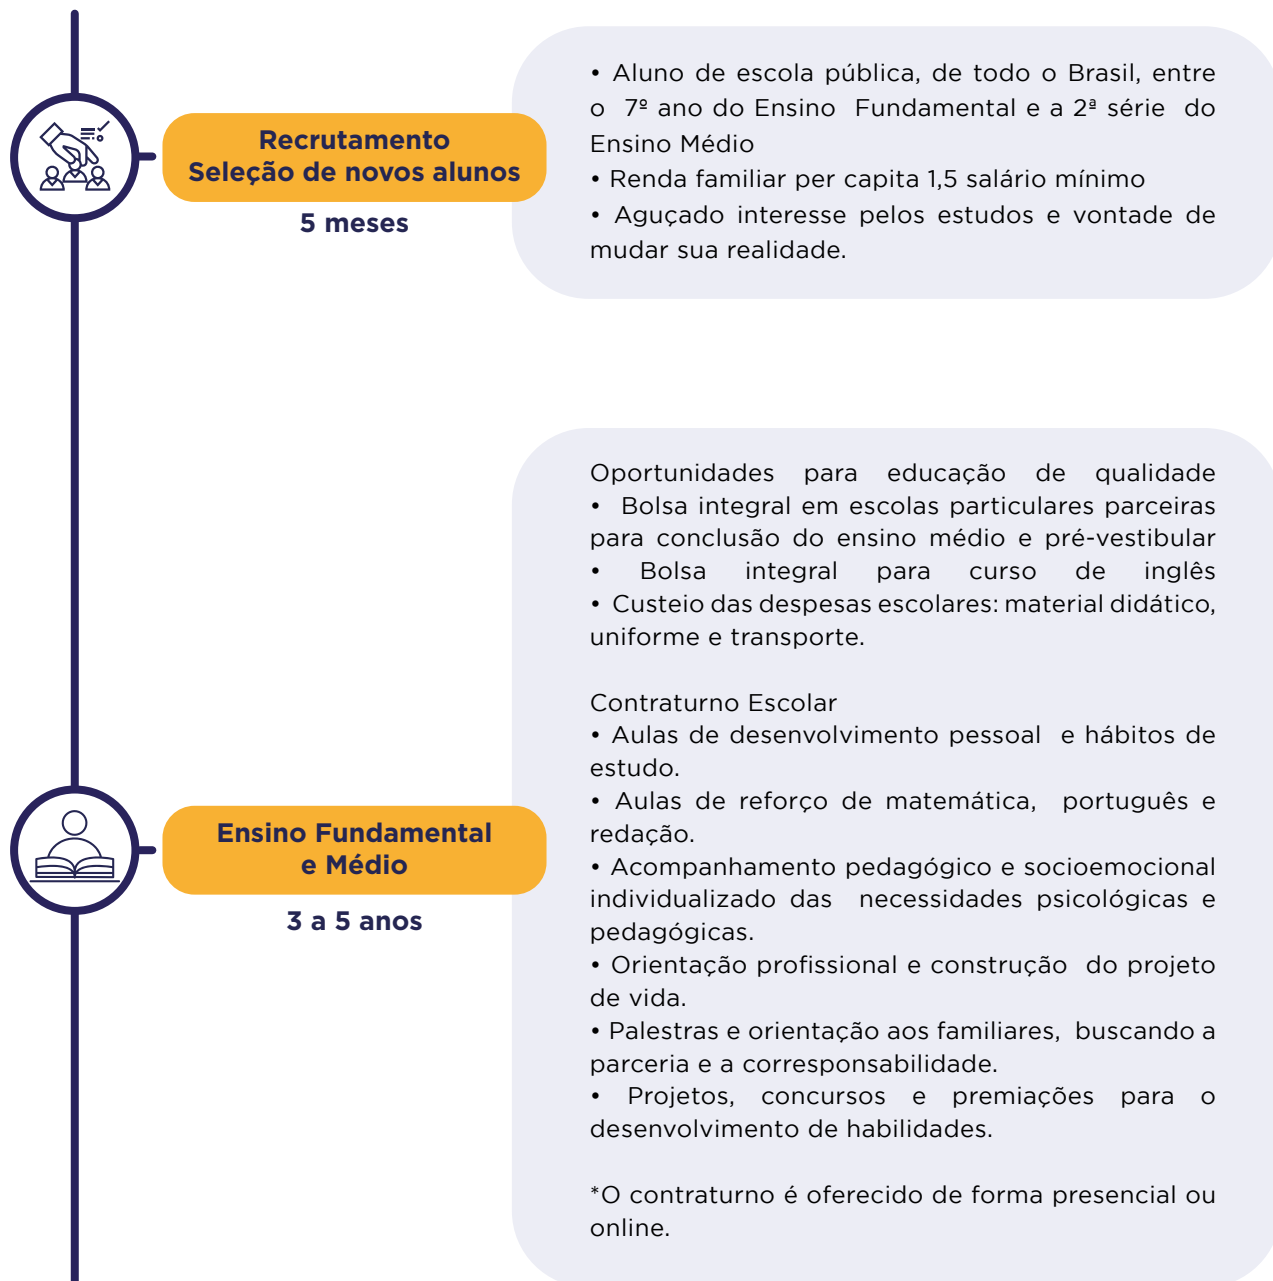 Recrutamento
Seleção de novos alunos
5 meses
• Aluno de escola pública, de todo o Brasil, entre
o 7º ano do Ensino Fundamental e a 2ª série do
Ensino Médio
• Renda familiar per capita 1,5 salário mínimo
• Aguçado interesse pelos estudos e vontade de
mudar sua realidade.
Ensino Fundamental
e Médio
3 a 5 anos
Oportunidades para educação de qualidade
• Bolsa integral em escolas particulares parceiras
para conclusão do ensino médio e pré-vestibular
• Bolsa integral para curso de inglês
• Custeio das despesas escolares: material didático,
uniforme e transporte.
Contraturno Escolar
• Aulas de desenvolvimento pessoal e hábitos de
estudo.
• Aulas de reforço de matemática, português e
redação.
• Acompanhamento pedagógico e socioemocional
individualizado das necessidades psicológicas e
pedagógicas.
• Orientação profissional e construção do projeto
de vida.
• Palestras e orientação aos familiares, buscando a
parceria e a corresponsabilidade.
• Projetos, concursos e premiações para o
desenvolvimento de habilidades.
*O contraturno é oferecido de forma presencial ou
online.